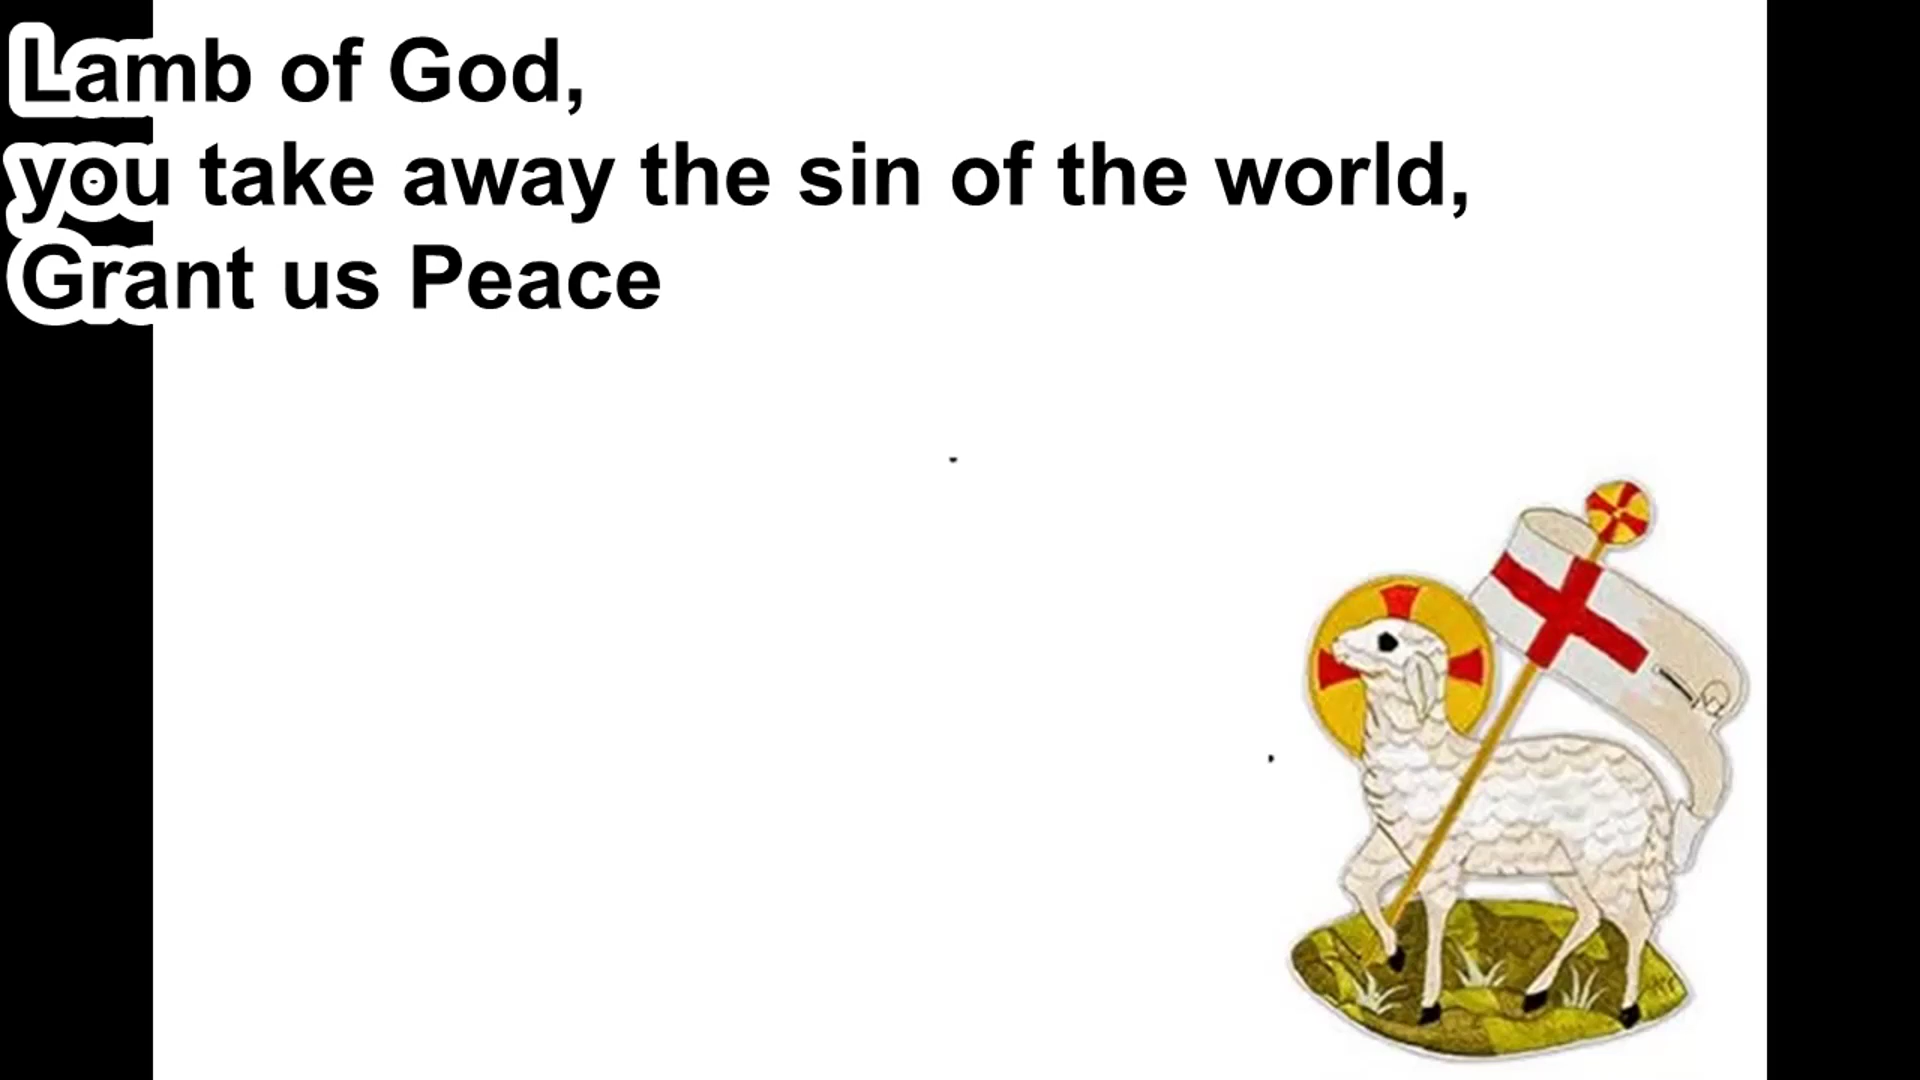 Lamb of God,
you take away the sin of the world,
Grant us Peace